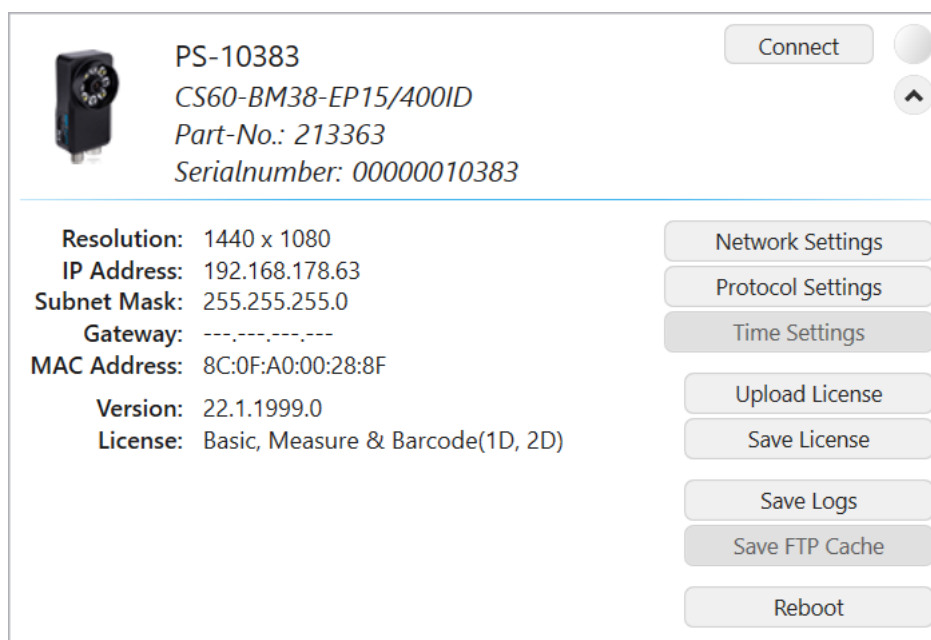 PS-10383
Connect
CS60-BM38-EP15/400ID
Part-No.: 213363
Serialnumber: 00000010383
Resolution: 1440 x 1080
IP Address: 192.168.178.63
Subnet Mask: 255.255.255.0
Gateway: ---.---.---.---
MAC Address: 8C:0F:A0:00:28:8F
Version: 22.1.1999.0
License: Basic, Measure & Barcode(1D, 2D)
Network Settings
Protocol Settings
Time Settings
Upload License
Save License
Save Logs
Save FTP Cache
Reboot